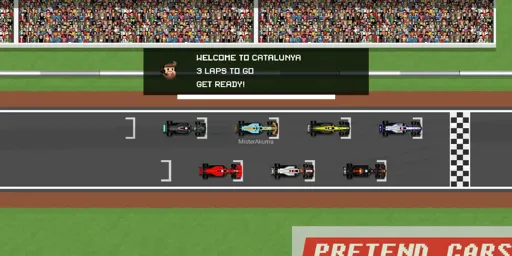 WELCOME TO CATALUNYA
3 LAPS TO GO
GET READY!
MisterAkuma
PRETEND CARS